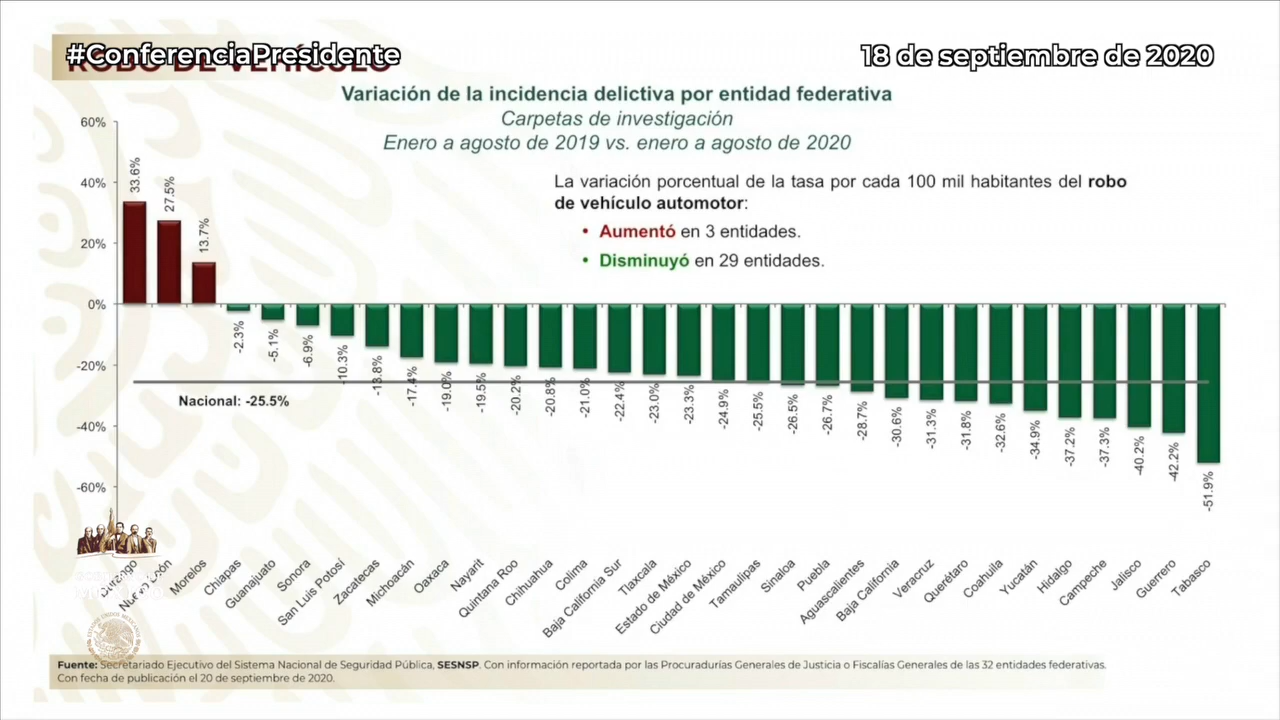 #ConferenciaPresidente
18 de septiembre de 2020
ROBO DE VEHÍCULO
Variación de la incidencia delictiva por entidad federativa
Carpetas de investigación
Enero a agosto de 2019 vs. enero a agosto de 2020
La variación porcentual de la tasa por cada 100 mil habitantes del robo
de vehículo automotor:
• Aumentó en 3 entidades.
• Disminuyó en 29 entidades.
60%
40%
20%
0%
-20%
-40%
-60%
33.6%
27.5%
13.7%
-2.3%
-5.1%
-6.9%
-10.3%
-13.8%
-17.4%
-19.0%
-19.5%
-20.2%
-20.8%
-21.0%
-22.4%
-23.0%
-23.3%
-24.9%
-25.5%
-26.5%
-26.7%
-28.7%
-30.6%
-31.3%
-31.8%
-32.6%
-34.9%
-37.2%
-37.3%
-40.2%
-42.2%
-51.9%
Nacional: -25.5%
Durango
Nuevo León
Morelos
Chiapas
Guanajuato
Sonora
San Luis Potosí
Zacatecas
Michoacán
Oaxaca
Nayarit
Quintana Roo
Chihuahua
Colima
Baja California Sur
Tlaxcala
Estado de México
Ciudad de México
Tamaulipas
Sinaloa
Puebla
Aguascalientes
Baja California
Veracruz
Querétaro
Coahuila
Yucatán
Hidalgo
Campeche
Jalisco
Guerrero
Tabasco
Fuente: Secretariado Ejecutivo del Sistema Nacional de Seguridad Pública, SESNSP. Con información reportada por las Procuradurías Generales de Justicia o Fiscalías Generales de las 32 entidades federativas.
Con fecha de publicación el 20 de septiembre de 2020.